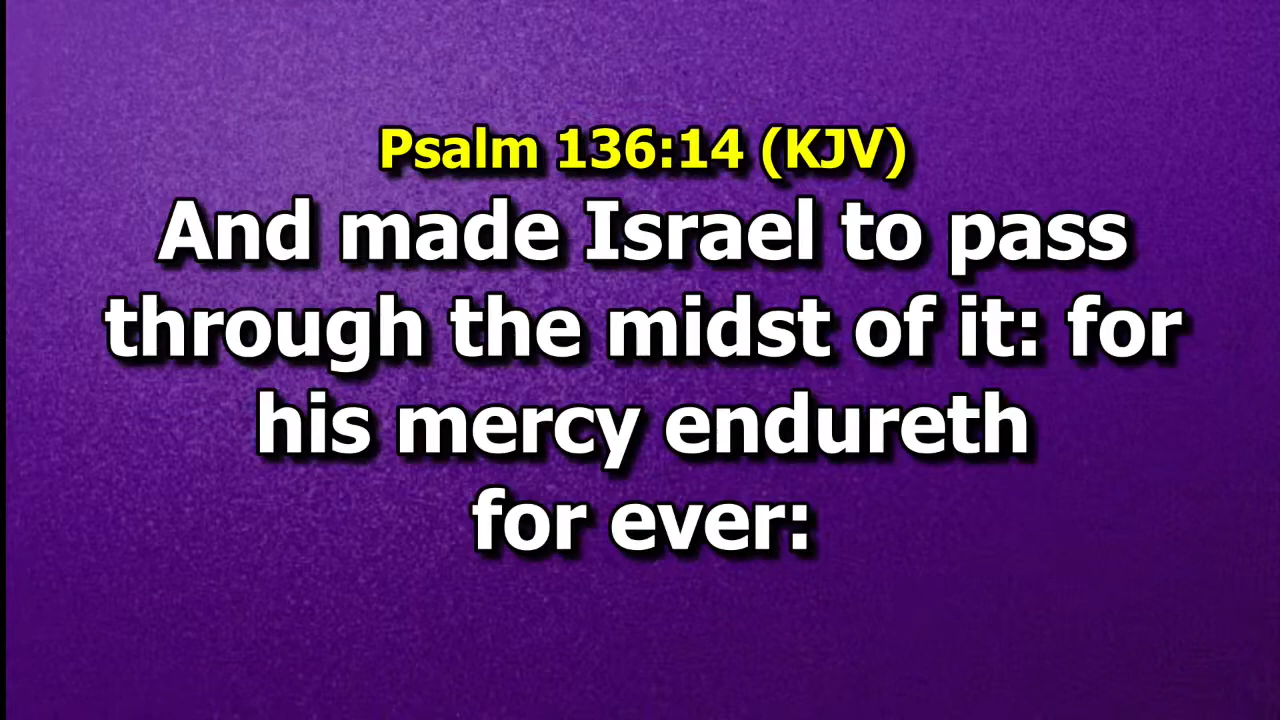 Psalm 136:14 (KJV)
And made Israel to pass
through the midst of it: for
his mercy endureth
for ever: